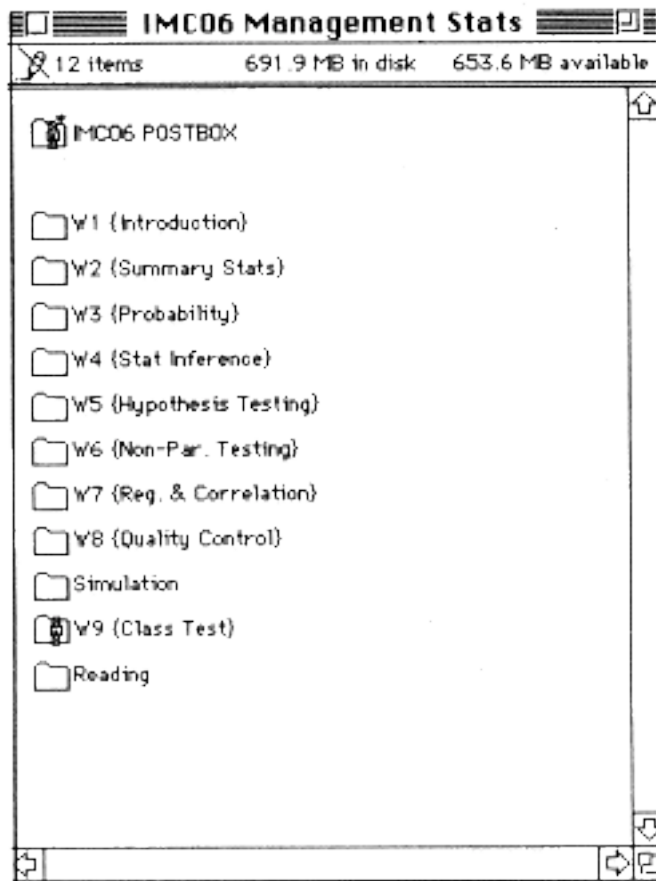 IMC06 Management Stats
12 items 691.9 MB in disk 653.6 MB available
IMC06 POSTBOX
W1 {Introduction}
W2 {Summary Stats}
W3 {Probability}
W4 {Stat Inference}
W5 {Hypothesis Testing}
W6 {Non-Par. Testing}
W7 {Reg. & Correlation}
W8 {Quality Control}
Simulation
W9 {Class Test}
Reading